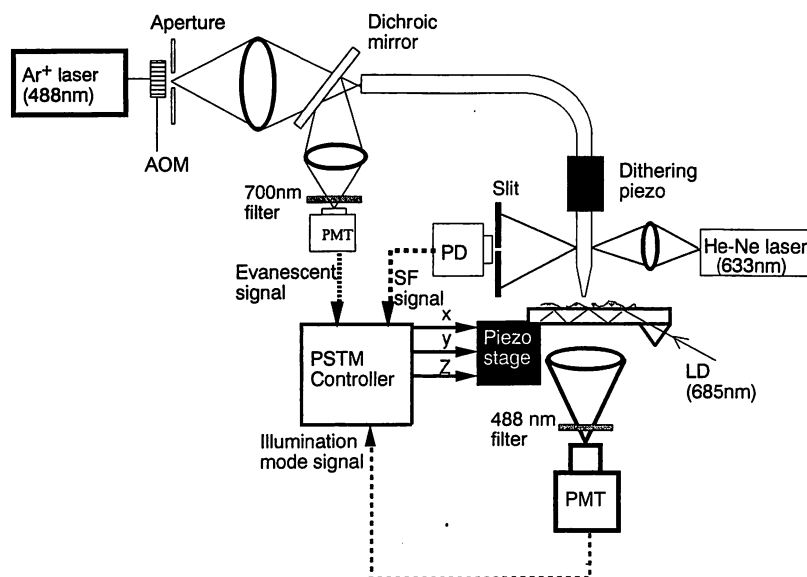 Aperture
Dichroic
mirror
Ar+ laser
(488nm)
AOM
700nm
filter
PMT
Slit
Dithering
piezo
PD
He-Ne laser
(633nm)
Evanescent
signal
SF
signal
x
y
Z
PSTM
Controller
Piezo
stage
LD
(685nm)
488 nm
filter
Illumination
mode signal
PMT